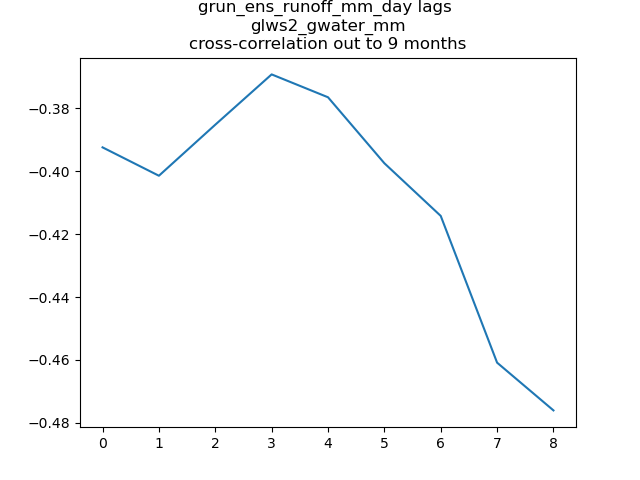 grun_ens_runoff_mm_day lags
glws2_gwater_mm
cross-correlation out to 9 months
−0.38
−0.40
−0.42
−0.44
−0.46
−0.48
0 1 2 3 4 5 6 7 8